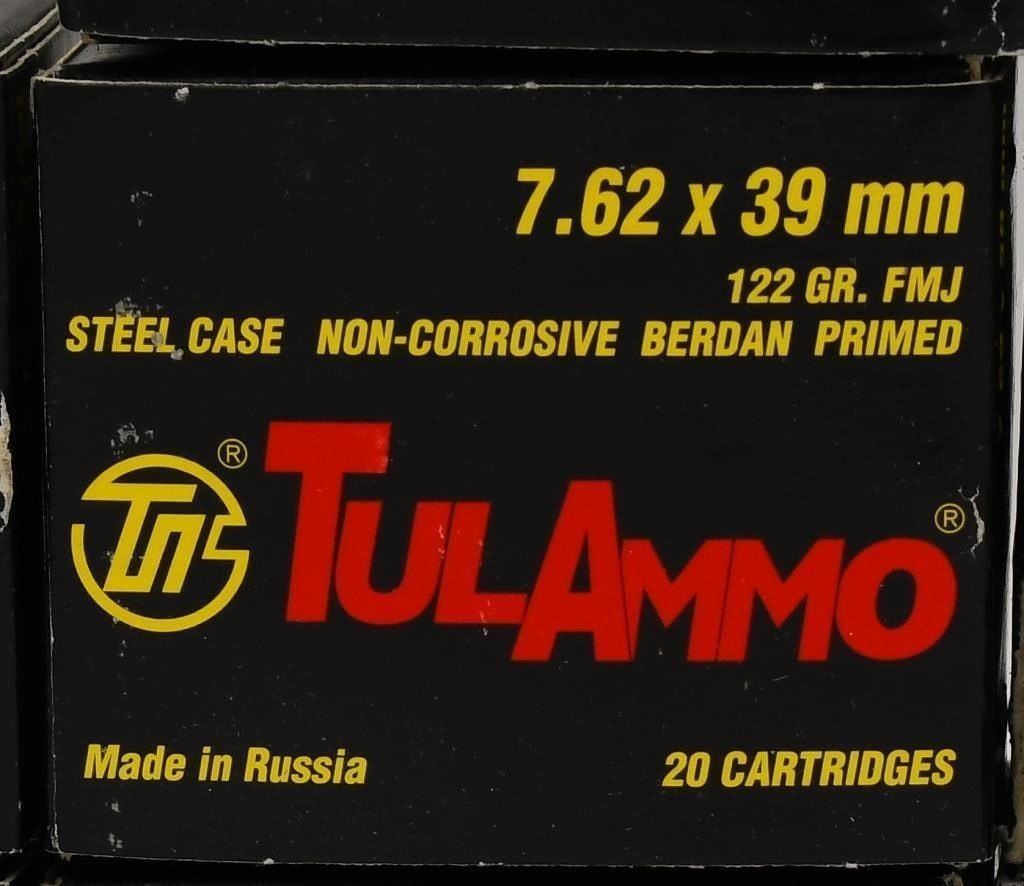 7.62 x 39 mm
122 GR. FMJ
STEEL CASE NON-CORROSIVE BERDAN PRIMED
® TULAMMO ®
Made in Russia
20 CARTRIDGES